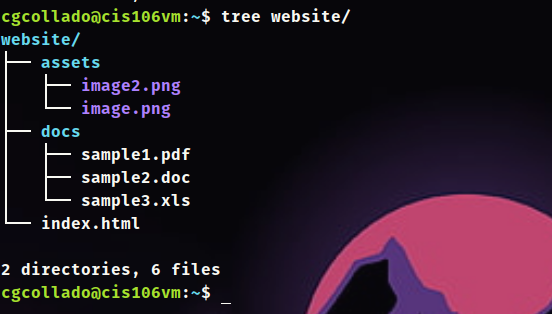 cgcollado@cis106vm:~$ tree website/
website/
├── assets
│   ├── image2.png
│   └── image.png
├── docs
│   ├── sample1.pdf
│   ├── sample2.doc
│   └── sample3.xls
└── index.html
2 directories, 6 files
cgcollado@cis106vm:~$ _